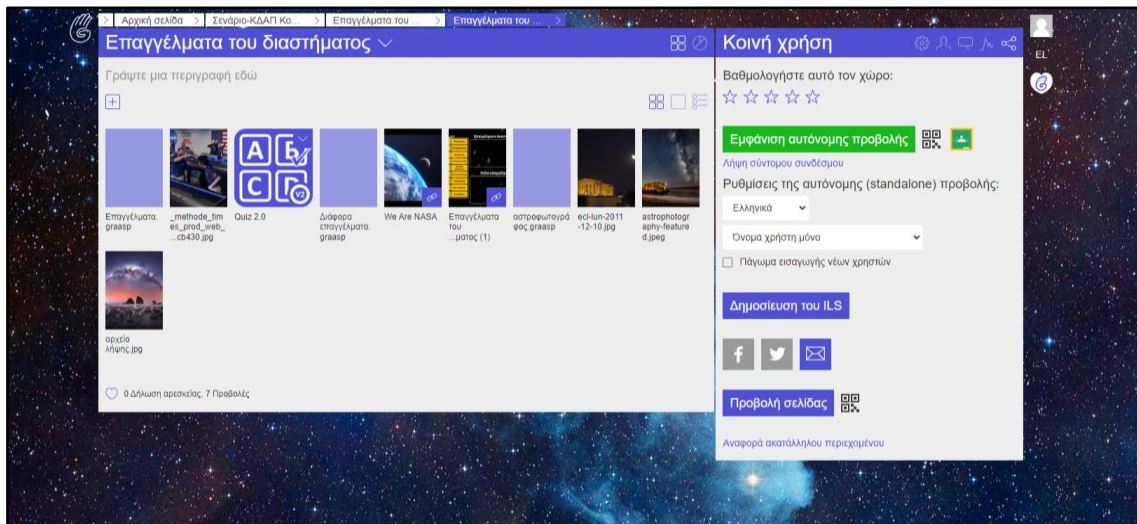 > Αρχική σελίδα > Σενάριο-ΚΔΑΠ Κο... > Επαγγέλματα του ... > Επαγγέλματα του ... >
Επαγγέλματα του διαστήματος
Γράψτε μια περιγραφή εδώ
Επαγγέλματα.
graasp
_methode_tim
es_prod_web_
...cb430.jpg
A
C
V2
Quiz 2.0
Διάφορα
επαγγέλματα.
graasp
We Are NASA
Επαγγέλματα
του
...ματος (1)
αστροφωτογρά
φος.graasp
ecl-lun-2011
-12-10.jpg
astrophotogr
aphy-feature
d.jpeg
αρχεία
λήψης.jpg
0 Δήλωση αρεσκείας, 7 Προβολές
Κοινή χρήση
Βαθμολογήστε αυτό τον χώρο:
Εμφάνιση αυτόνομης προβολής
Λήψη σύντομου συνδέσμου
Ρυθμίσεις της αυτόνομης (standalone) προβολής:
Ελληνικά
Όνομα χρήστη μόνο
Πάγωμα εισαγωγής νέων χρηστών
Δημοσίευση του ILS
Προβολή σελίδας
Αναφορά ακατάλληλου περιεχομένου
EL